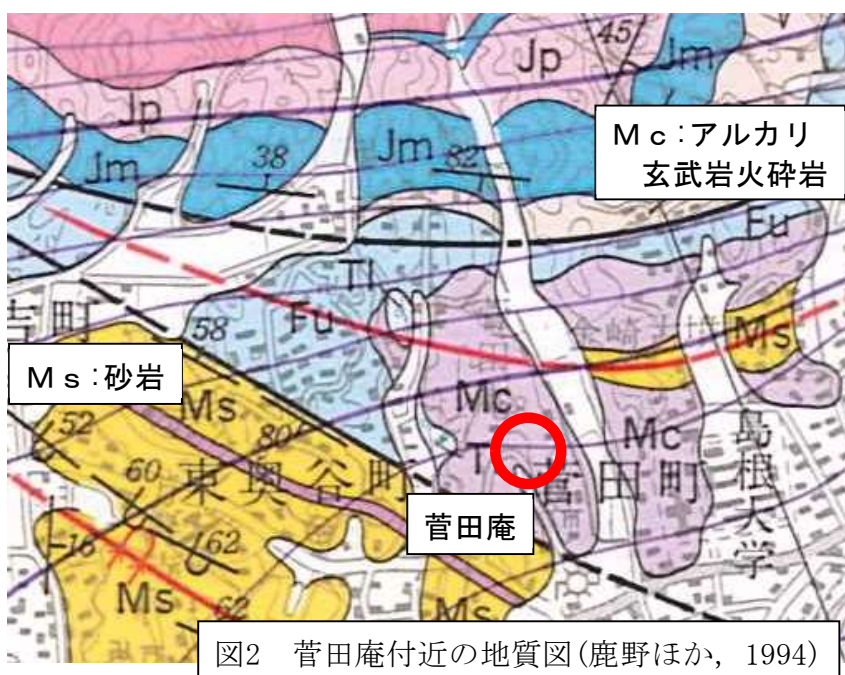 45
Jp
Jm
Jp
Mc:アルカリ
玄武岩火砕岩
Jm
38
Jm
82
Fu
Tl
Fu
吉町
58
Ms
Ms:砂岩
Ms
Mc
Mc
52
80
T
60
東奥谷町
菅田町
島根大学
菅田庵
16
62
Ms
62
Ms
図2 菅田庵付近の地質図(鹿野ほか, 1994)